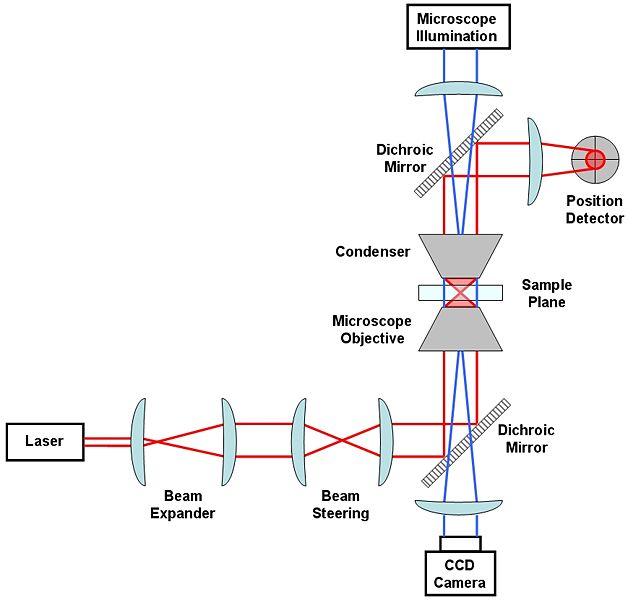 Microscope
Illumination
Dichroic
Mirror
Position
Detector
Condenser
Sample
Plane
Microscope
Objective
Laser
Beam
Expander
Beam
Steering
Dichroic
Mirror
CCD
Camera